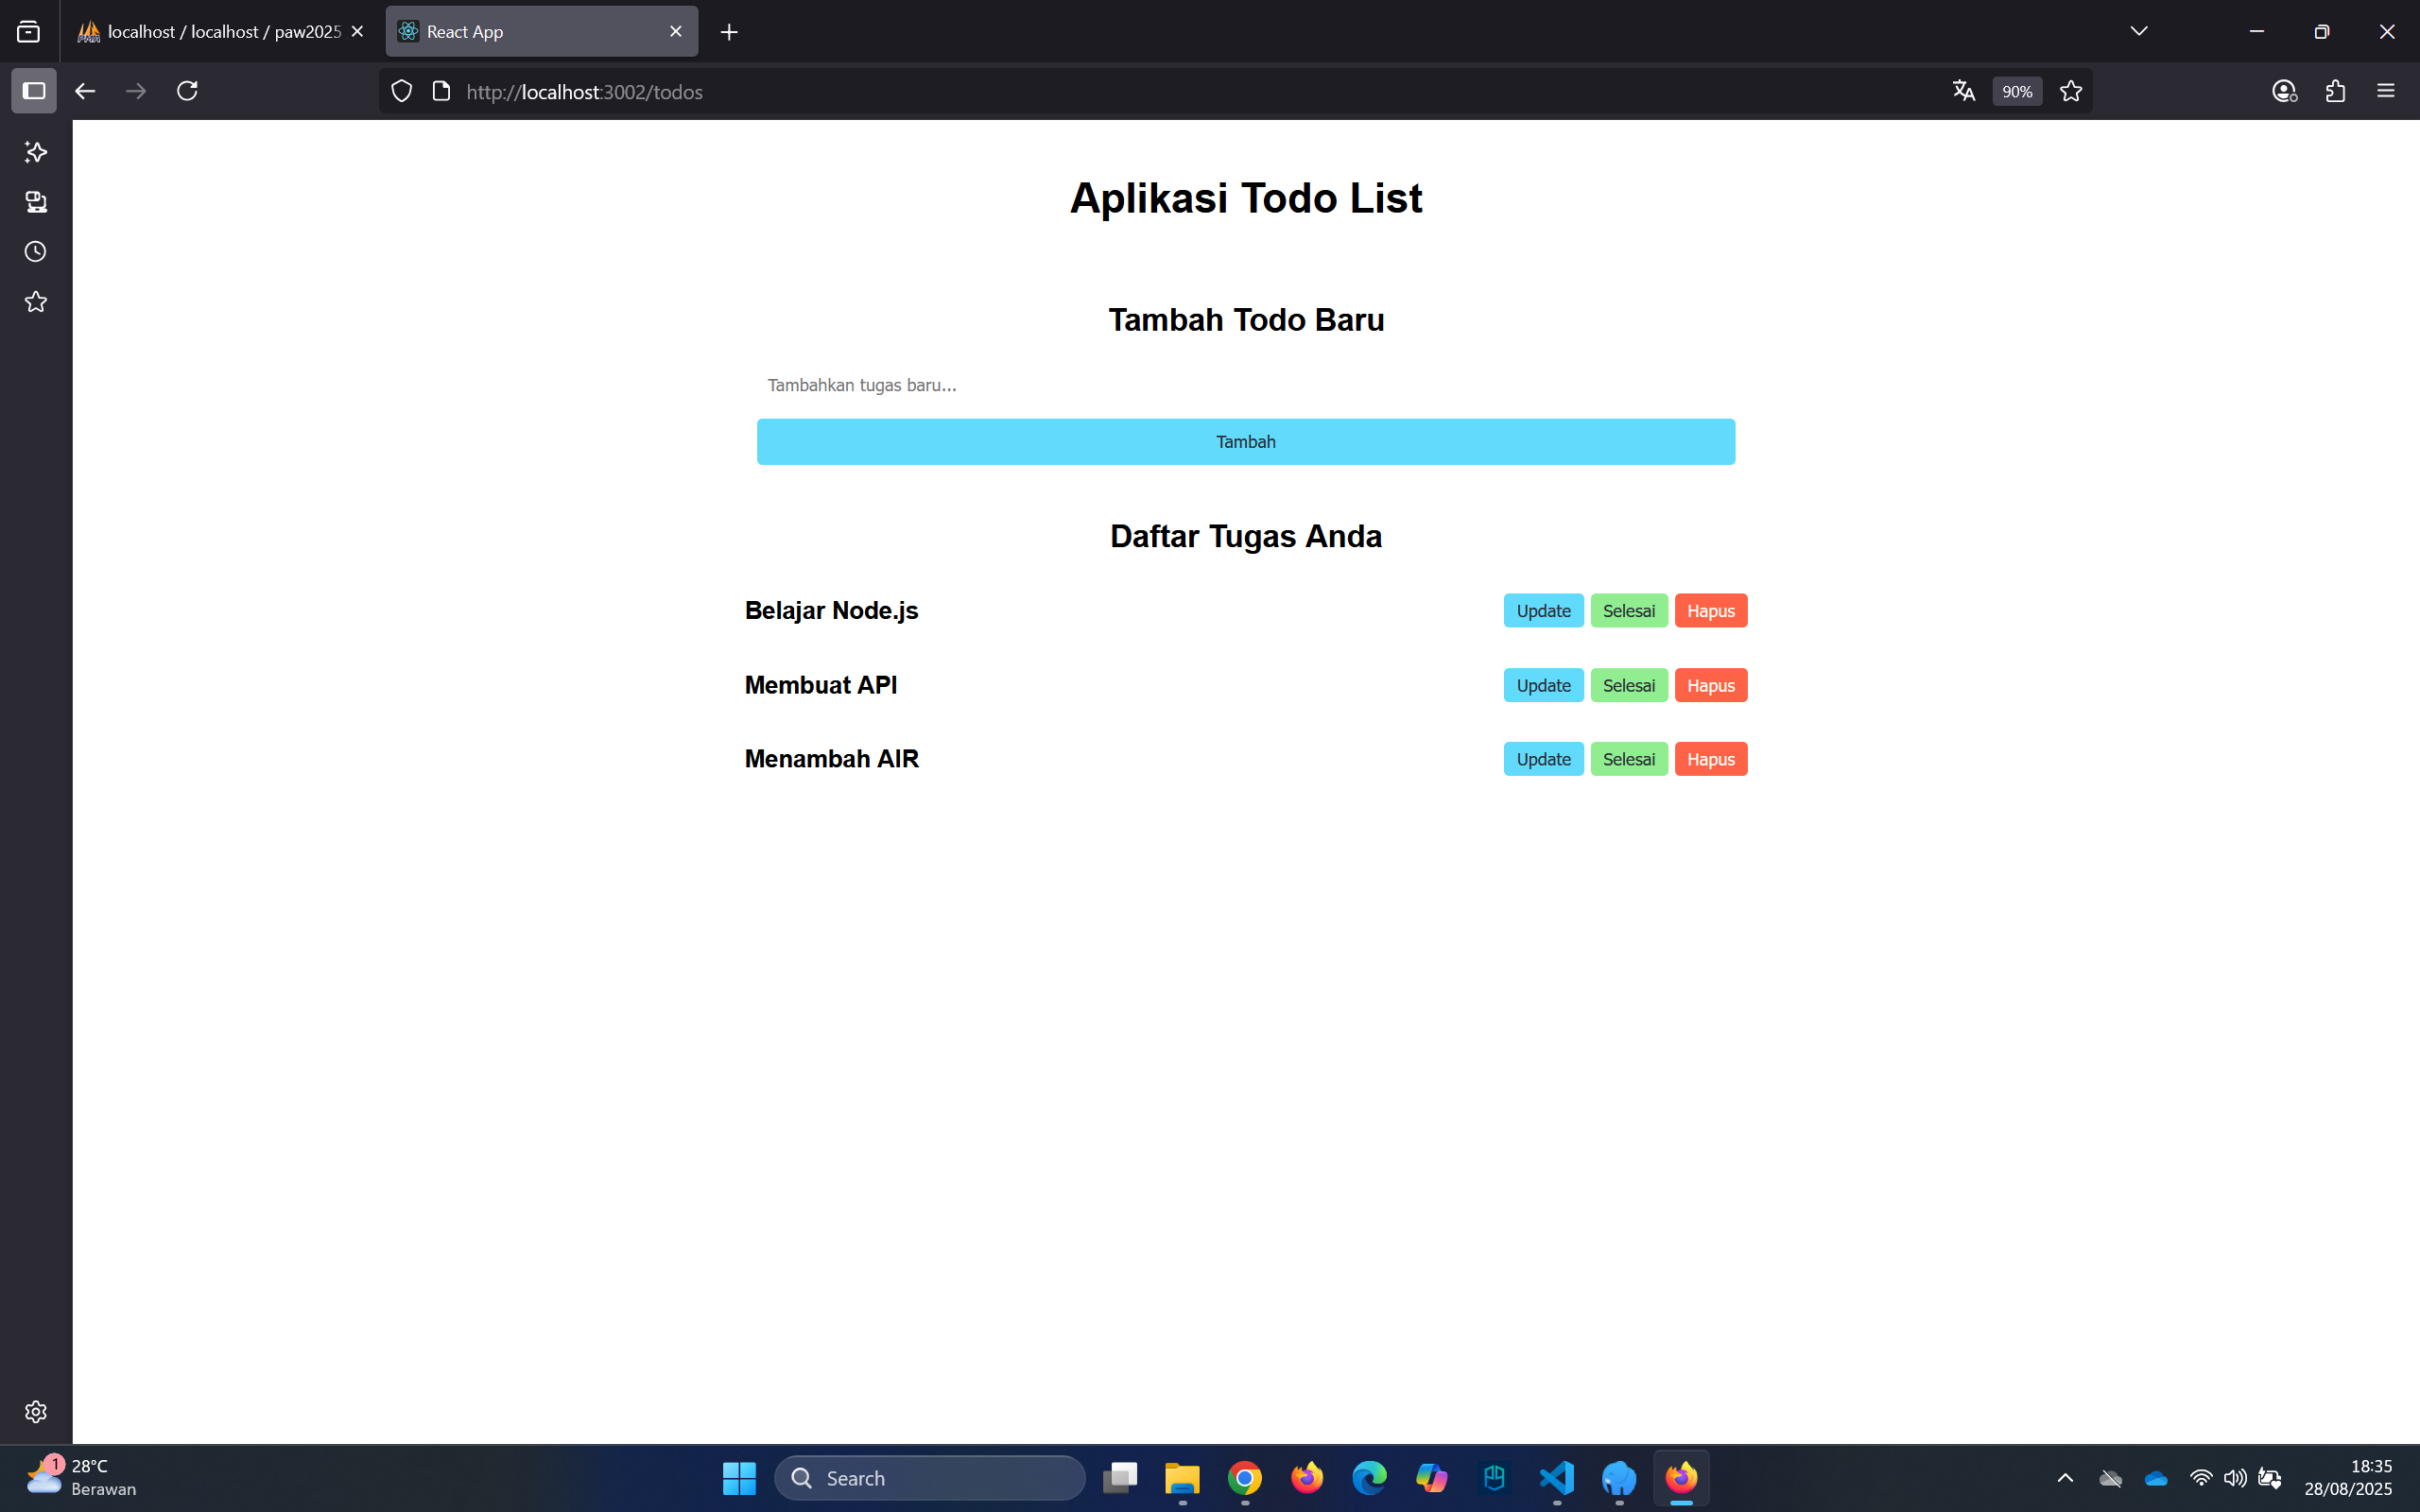 localhost / localhost / paw2025
React App
http://localhost:3002/todos
90%
Aplikasi Todo List
Tambah Todo Baru
Tambahkan tugas baru...
Tambah
Daftar Tugas Anda
Belajar Node.js Update Selesai Hapus
Membuat API Update Selesai Hapus
Menambah AIR Update Selesai Hapus
1
28°C
Berawan
Search
18:35
28/08/2025